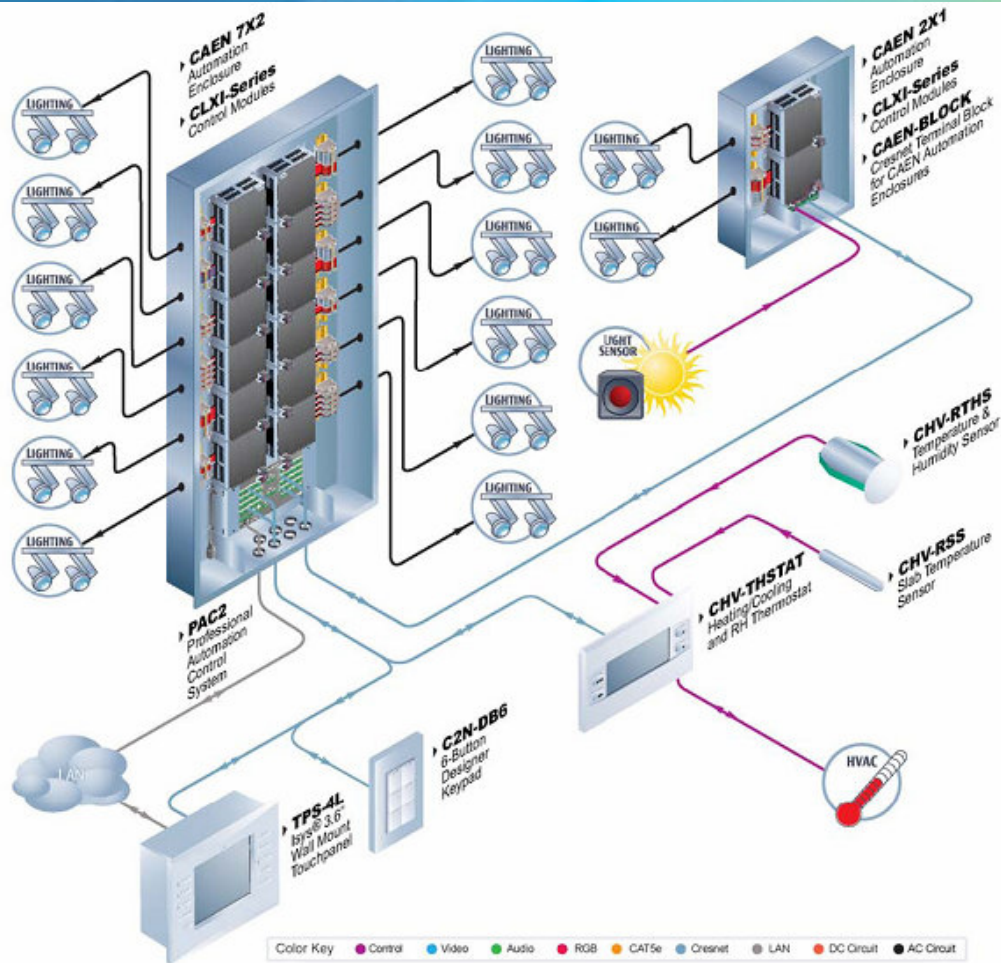 CAEN 7X2
Automation
Enclosure
CLXI-Series
Control Modules
CAEN 2X1
Automation
Enclosure
CLXI-Series
Control Modules
CAEN-BLOCK
Cresnet Terminal Block
for CAEN Automation
Enclosures
LIGHTING
LIGHTING
LIGHTING
LIGHTING
LIGHTING
LIGHTING
LIGHTING
LIGHTING
LIGHTING
LIGHTING
LIGHTING
LIGHTING
LIGHTING
LIGHTING
LIGHT
SENSOR
CHV-RTHS
Temperature &
Humidity Sensor
CHV-RSS
Slab Temperature
Sensor
CHV-THSTAT
Heating/Cooling
and RH Thermostat
PAC2
Professional
Automation
Control
System
C2N-DB6
6-Button
Designer
Keypad
HVAC
LAN
TPS-4L
Isys® 3.6"
Wall Mount
Touchpanel
Color Key Control Video Audio RGB CAT5e Cresnet LAN DC Circuit AC Circuit